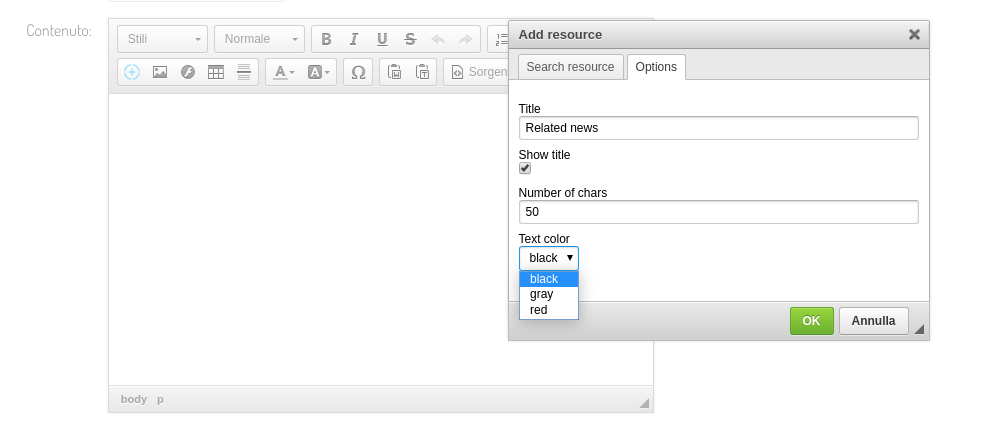 Contenuto:
Stili
Normale
B I U S
A A Ω Sorgen
body p
Add resource
Search resource
Options
Title
Related news
Show title
Number of chars
50
Text color
black
black
gray
red
OK
Annulla